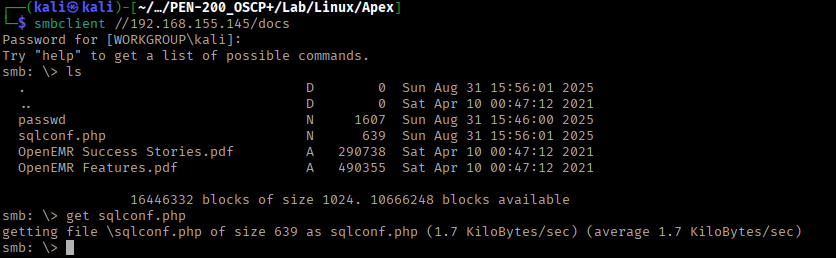 ┌──(kali㉿kali)-[~/…/PEN-200_OSCP+/Lab/Linux/Apex]
└─$ smbclient //192.168.155.145/docs
Password for [WORKGROUP\kali]:
Try "help" to get a list of possible commands.
smb: \> ls
  .                                   D        0  Sun Aug 31 15:56:01 2025
  ..                                  D        0  Sat Apr 10 00:47:12 2021
  passwd                              N     1607  Sun Aug 31 15:46:00 2025
  sqlconf.php                         N      639  Sun Aug 31 15:56:01 2025
  OpenEMR Success Stories.pdf         A   290738  Sat Apr 10 00:47:12 2021
  OpenEMR Features.pdf                A   490355  Sat Apr 10 00:47:12 2021
                16446332 blocks of size 1024. 10666248 blocks available
smb: \> get sqlconf.php
getting file \sqlconf.php of size 639 as sqlconf.php (1.7 KiloBytes/sec) (average 1.7 KiloBytes/sec)
smb: \>